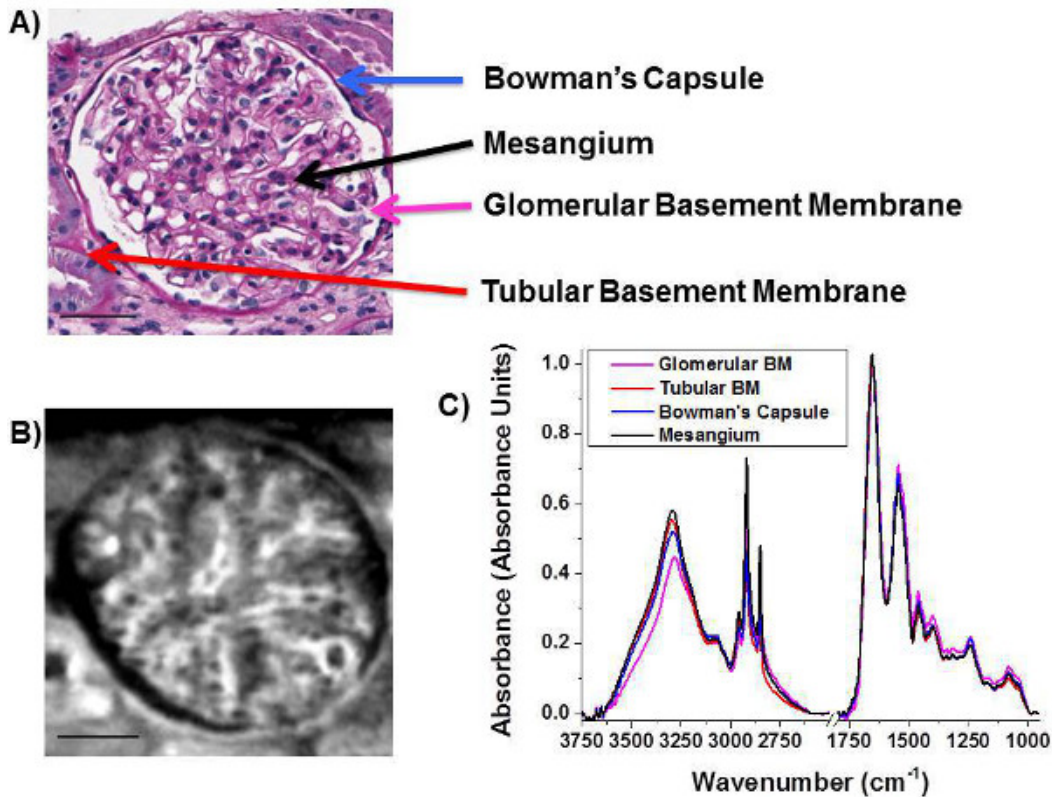 A)
Bowman's Capsule
Mesangium
Glomerular Basement Membrane
Tubular Basement Membrane
B)
C)
Glomerular BM
Tubular BM
Bowman's Capsule
Mesangium
Absorbance (Absorbance Units)
1.0
0.8
0.6
0.4
0.2
0.0
3750 3500 3250 3000 2750 1750 1500 1250 1000
Wavenumber (cm⁻¹)